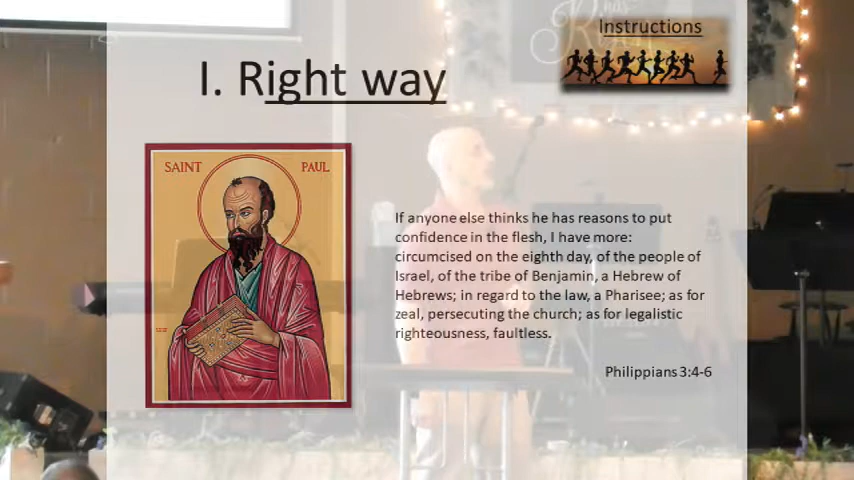 Instructions
I. Right way
SAINT PAUL
If anyone else thinks he has reasons to put
confidence in the flesh, I have more:
circumcised on the eighth day, of the people of
Israel, of the tribe of Benjamin, a Hebrew of
Hebrews; in regard to the law, a Pharisee; as for
zeal, persecuting the church; as for legalistic
righteousness, faultless.
Philippians 3:4-6